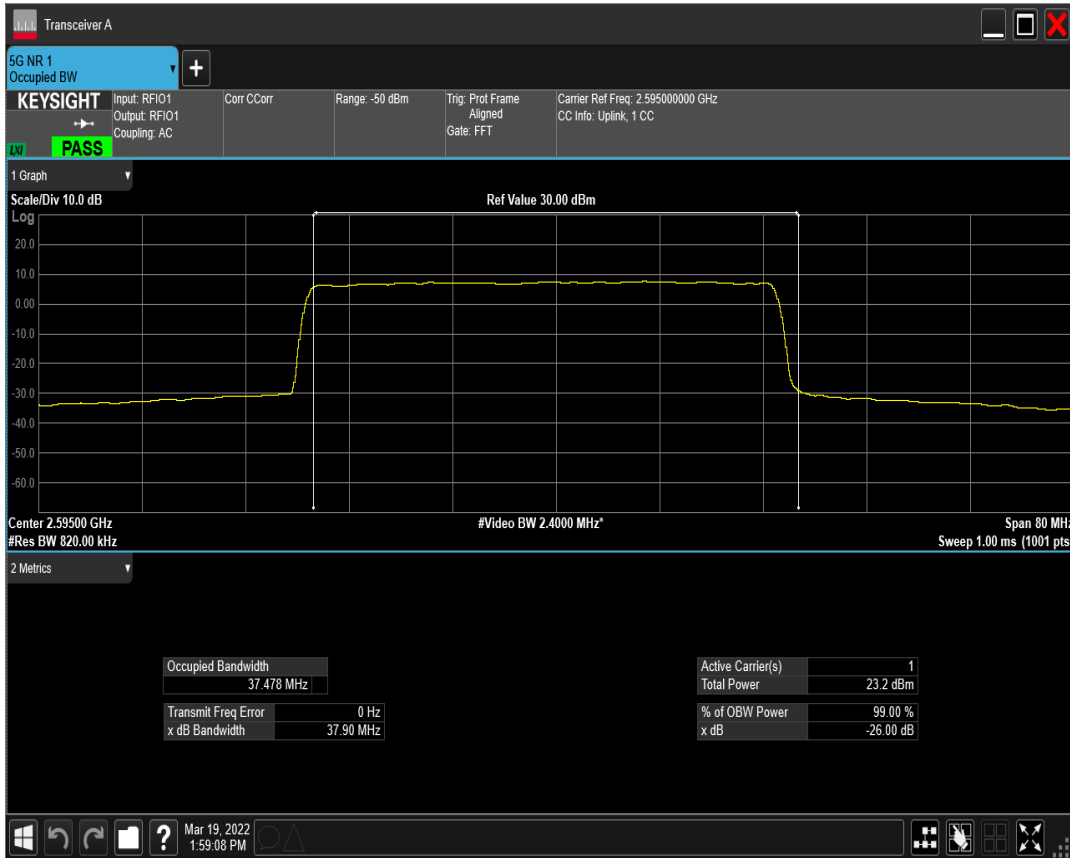 Transceiver A
5G NR 1
Occupied BW
+
KEYSIGHT
LXI
PASS
Input: RFIO1
Output: RFIO1
Coupling: AC
Corr CCorr
Range: -50 dBm
Trig: Prot Frame
Aligned
Gate: FFT
Carrier Ref Freq: 2.595000000 GHz
CC Info: Uplink, 1 CC
1 Graph
Scale/Div 10.0 dB
Ref Value 30.00 dBm
Log
20.0
10.0
0.00
-10.0
-20.0
-30.0
-40.0
-50.0
-60.0
Center 2.59500 GHz
#Video BW 2.4000 MHz*
Span 80 MHz
#Res BW 820.00 kHz
Sweep 1.00 ms (1001 pts
2 Metrics
Occupied Bandwidth
37.478 MHz
Transmit Freq Error 0 Hz
x dB Bandwidth 37.90 MHz
Active Carrier(s) 1
Total Power 23.2 dBm
% of OBW Power 99.00 %
x dB -26.00 dB
?
Mar 19, 2022
1:59:08 PM